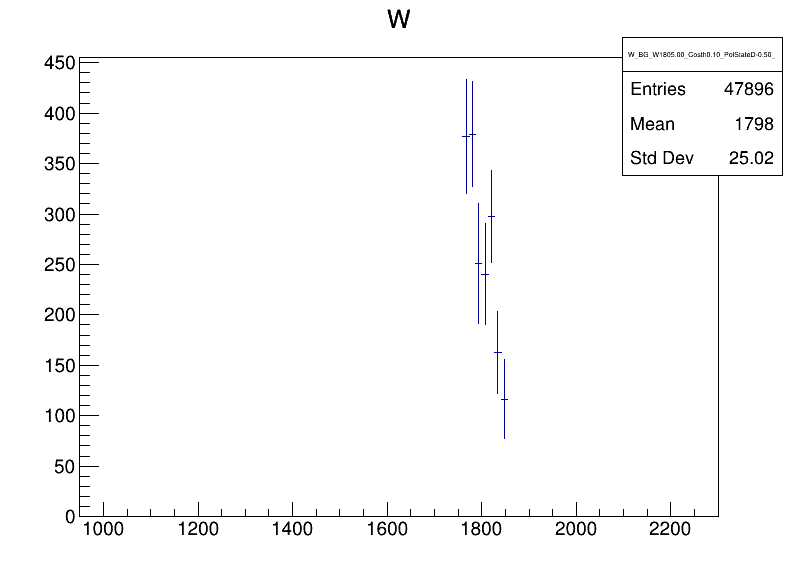 W
W_BG_W1805.00_Costh0.10_PolStateD-0.50_
Entries 47896
Mean 1798
Std Dev 25.02
450
400
350
300
250
200
150
100
50
0
1000 1200 1400 1600 1800 2000 2200